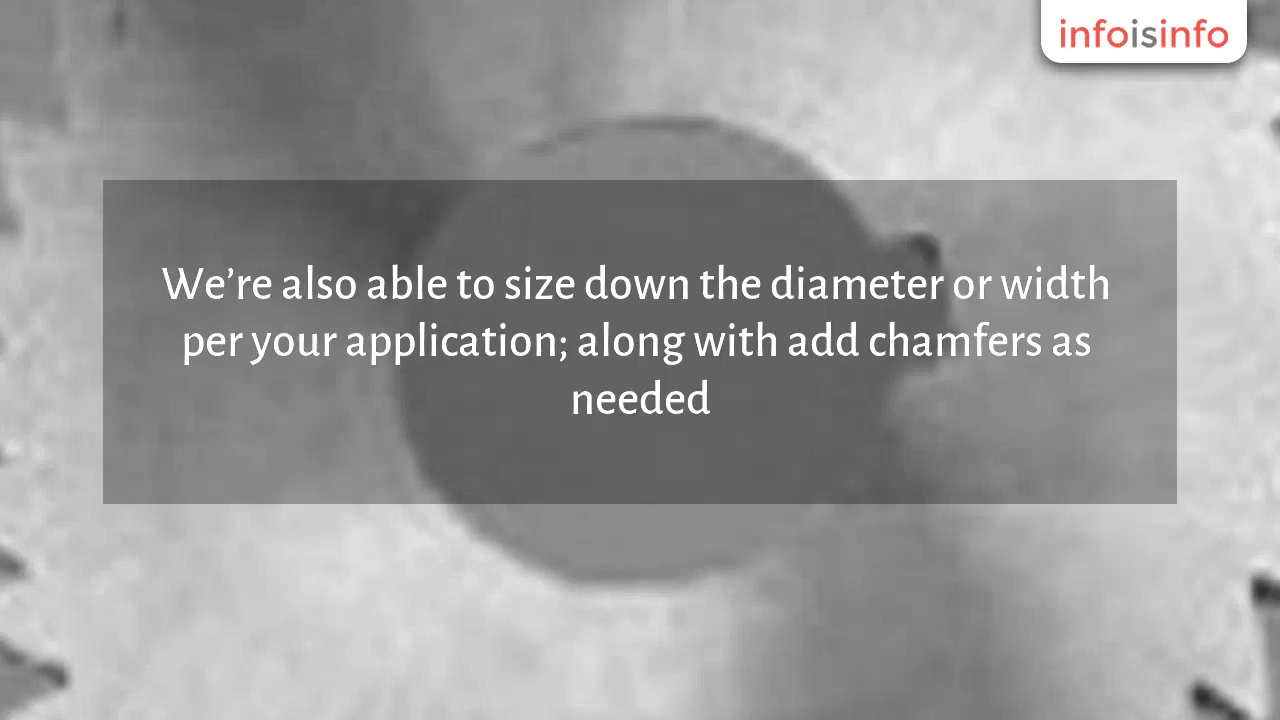 infoisinfo
We're also able to size down the diameter or width
per your application; along with add chamfers as
needed